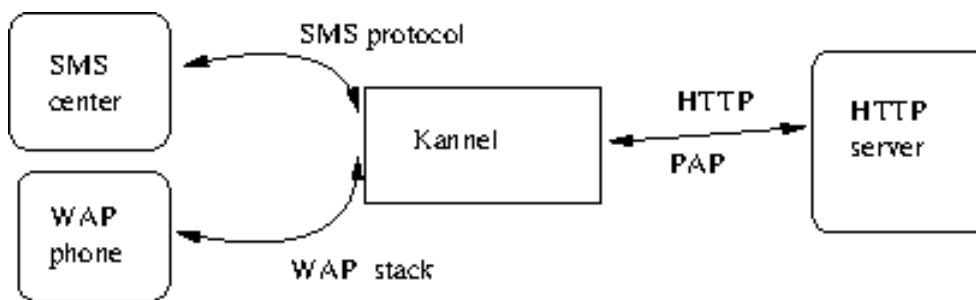 SMS protocol
SMS
center
Kannel
HTTP
PAP
HTTP
server
WAP
phone
WAP stack